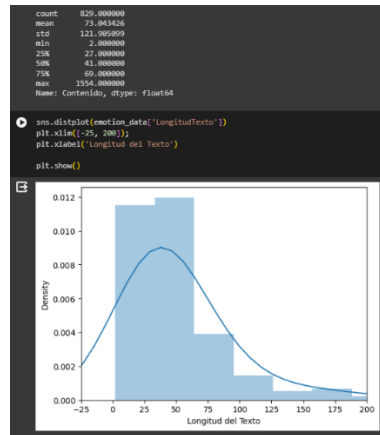 count 829.000000
mean 73.043426
std 121.905099
min 2.000000
25% 27.000000
50% 41.000000
75% 69.000000
max 1554.000000
Name: Contenido, dtype: float64
sns.distplot(emotion_data['LongitudTexto'])
plt.xlim([-25, 200]);
plt.xlabel('Longitud del Texto')
plt.show()
0.012
0.010
0.008
0.006
0.004
0.002
0.000
Density
−25 0 25 50 75 100 125 150 175 200
Longitud del Texto